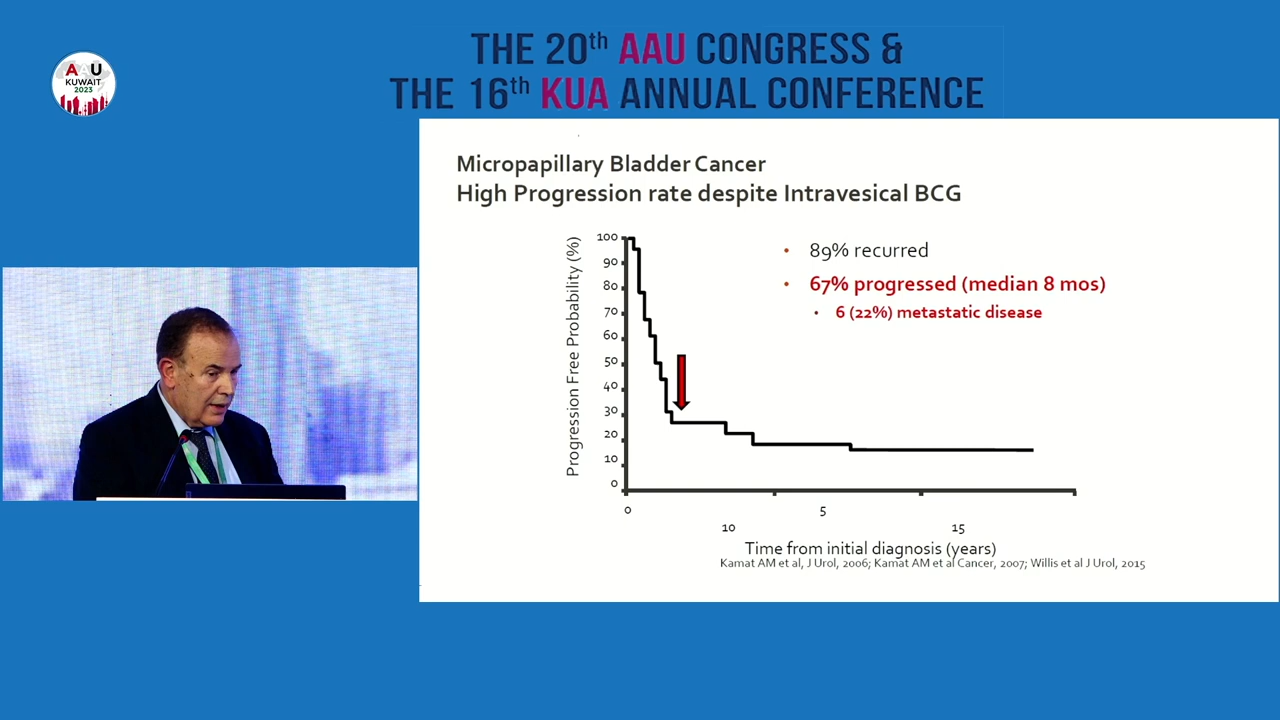 AAU
KUWAIT
2023
THE 20th AAU CONGRESS &
THE 16th KUA ANNUAL CONFERENCE
Micropapillary Bladder Cancer
High Progression rate despite Intravesical BCG
Progression Free Probability (%)
100
90
80
70
60
50
40
30
20
10
0
• 89% recurred
• 67% progressed (median 8 mos)
• 6 (22%) metastatic disease
0
5
10
15
Time from initial diagnosis (years)
Kamat AM et al, J Urol, 2006; Kamat AM et al Cancer, 2007; Willis et al J Urol, 2015